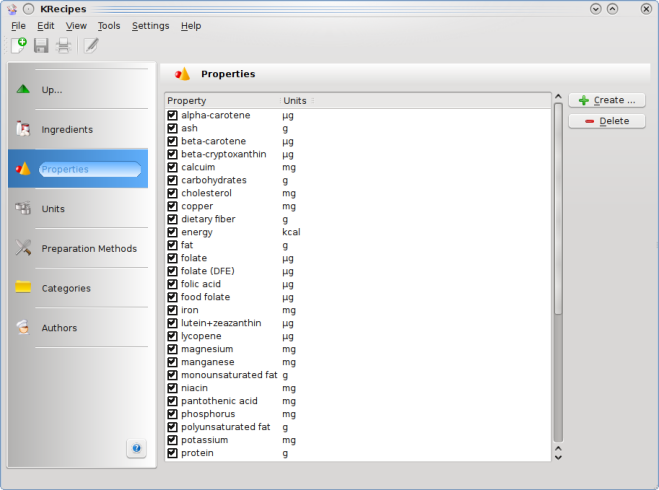 KRecipes
File Edit View Tools Settings Help
Properties
Up...
Ingredients
Properties
Units
Preparation Methods
Categories
Authors
Property Units
alpha-carotene µg
ash g
beta-carotene µg
beta-cryptoxanthin µg
calcuim mg
carbohydrates g
cholesterol mg
copper mg
dietary fiber g
energy kcal
fat g
folate µg
folate (DFE) µg
folic acid µg
food folate µg
iron mg
lutein+zeazanthin µg
lycopene µg
magnesium mg
manganese mg
monounsaturated fat g
niacin mg
pantothenic acid mg
phosphorus mg
polyunsaturated fat g
potassium mg
protein g
Create ...
Delete